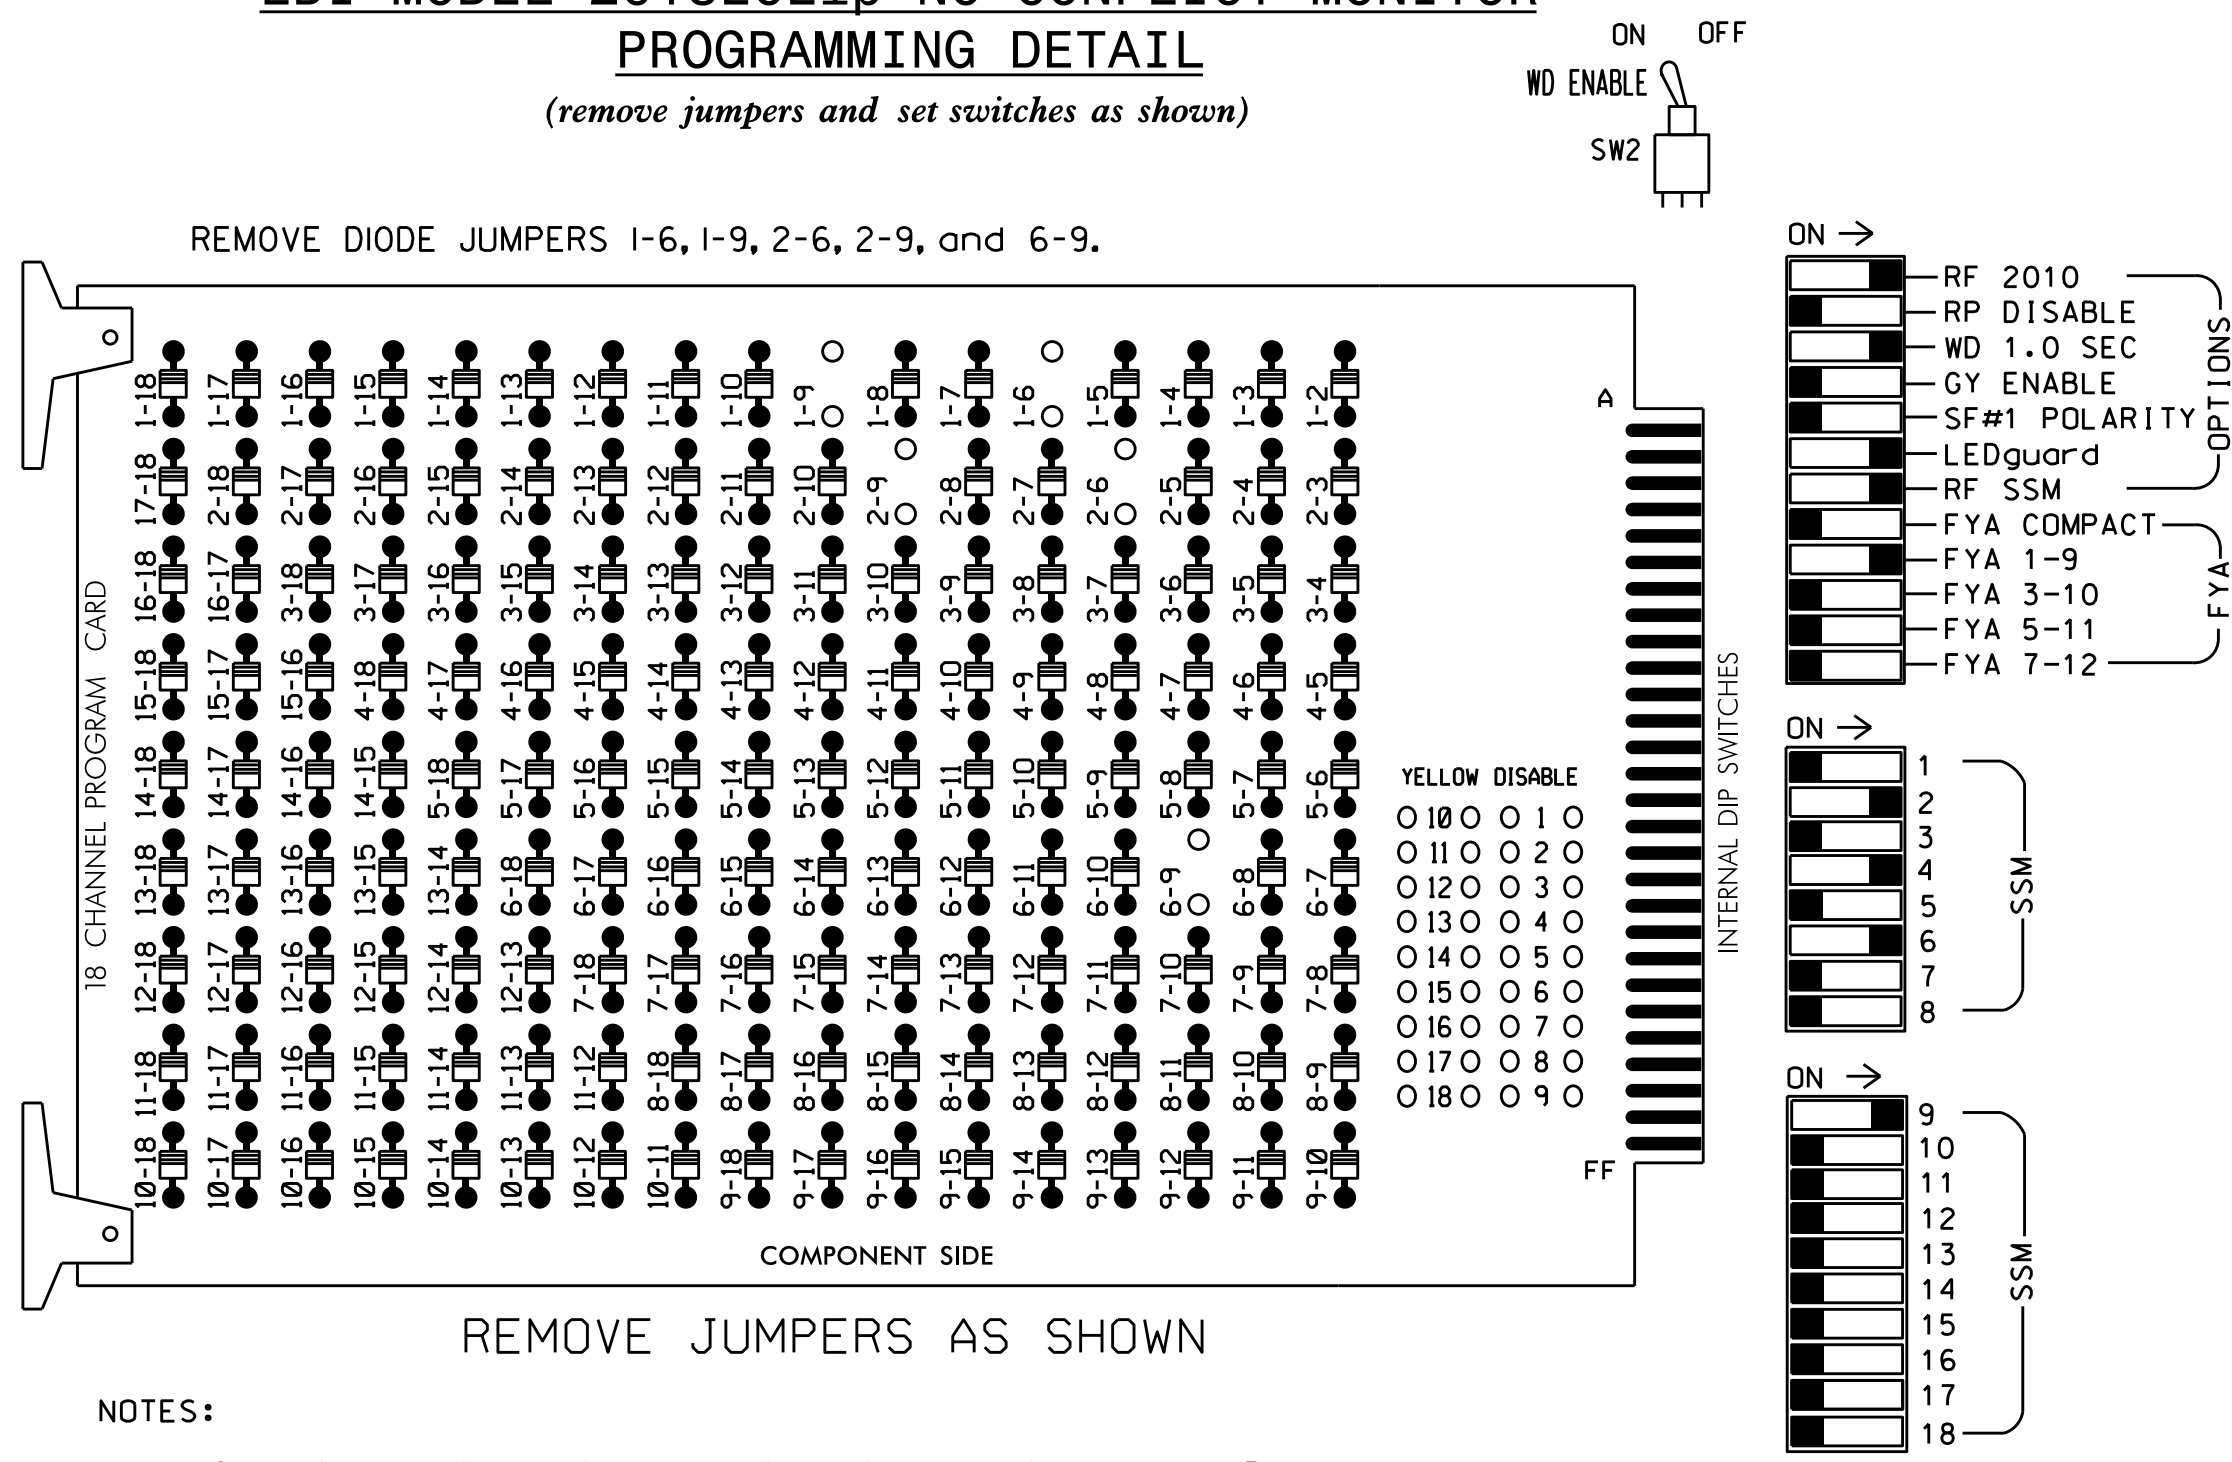 PROGRAMMING DETAIL
(remove jumpers and set switches as shown)
ON OFF
WD ENABLE
SW2
REMOVE DIODE JUMPERS 1-6, 1-9, 2-6, 2-9, and 6-9.
18 CHANNEL PROGRAM CARD
1-18 1-17 1-16 1-15 1-14 1-13 1-12 1-11 1-10 1-9 1-8 1-7 1-6 1-5 1-4 1-3 1-2
17-18 2-18 2-17 2-16 2-15 2-14 2-13 2-12 2-11 2-10 2-9 2-8 2-7 2-6 2-5 2-4 2-3
16-18 16-17 3-18 3-17 3-16 3-15 3-14 3-13 3-12 3-11 3-10 3-9 3-8 3-7 3-6 3-5 3-4
15-18 15-17 15-16 4-18 4-17 4-16 4-15 4-14 4-13 4-12 4-11 4-10 4-9 4-8 4-7 4-6 4-5
14-18 14-17 14-16 14-15 5-18 5-17 5-16 5-15 5-14 5-13 5-12 5-11 5-10 5-9 5-8 5-7 5-6
13-18 13-17 13-16 13-15 13-14 6-18 6-17 6-16 6-15 6-14 6-13 6-12 6-11 6-10 6-9 6-8 6-7
12-18 12-17 12-16 12-15 12-14 12-13 7-18 7-17 7-16 7-15 7-14 7-13 7-12 7-11 7-10 7-9 7-8
11-18 11-17 11-16 11-15 11-14 11-13 11-12 8-18 8-17 8-16 8-15 8-14 8-13 8-12 8-11 8-10 8-9
10-18 10-17 10-16 10-15 10-14 10-13 10-12 10-11 9-18 9-17 9-16 9-15 9-14 9-13 9-12 9-11 9-10
COMPONENT SIDE
A
FF
YELLOW DISABLE
10 1
11 2
12 3
13 4
14 5
15 6
16 7
17 8
18 9
INTERNAL DIP SWITCHES
ON →
RF 2010
RP DISABLE
WD 1.0 SEC
GY ENABLE
SF#1 POLARITY
LEDguard
RF SSM
OPTIONS
FYA COMPACT
FYA 1-9
FYA 3-10
FYA 5-11
FYA 7-12
FYA
ON →
1
2
3
4
5
6
7
8
SSM
ON →
9
10
11
12
13
14
15
16
17
18
SSM
REMOVE JUMPERS AS SHOWN
NOTES: